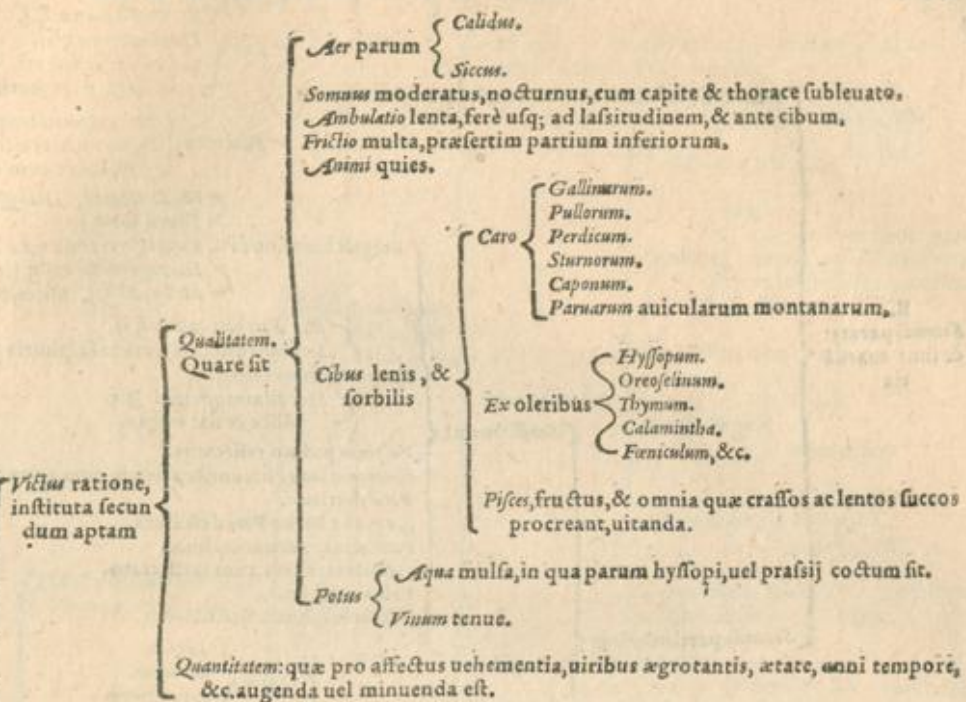 Aer parum
Calidus.
Siccus.
Somnus moderatus, nocturnus, cum capite & thorace subleuato.
Ambulatio lenta, ferè usq; ad lassitudinem, & ante cibum.
Frictio multa, præsertim partium inferiorum.
Animi quies.
Caro
Gallinarum.
Pullorum.
Perdicum.
Sturnorum.
Caponum.
Paruarum auicularum montanarum.
Qualitatem.
Quare sit
Cibus lenis, &
sorbilis
Ex oleribus
Hyssopum.
Oreoselinum.
Thymum.
Calamintha.
Fœniculum, &c.
Victus ratione,
instituta secun
dum aptam
Pisces, fructus, & omnia quæ crassos ac lentos succos
procreant, uitanda.
Potus
Aqua mulsa, in qua parum hyssopi, uel prassij coctum sit.
Vinum tenue.
Quantitatem: quæ pro affectus uehementia, uiribus ægrotantis, ætate, anni tempore,
&c. augenda uel minuenda est.